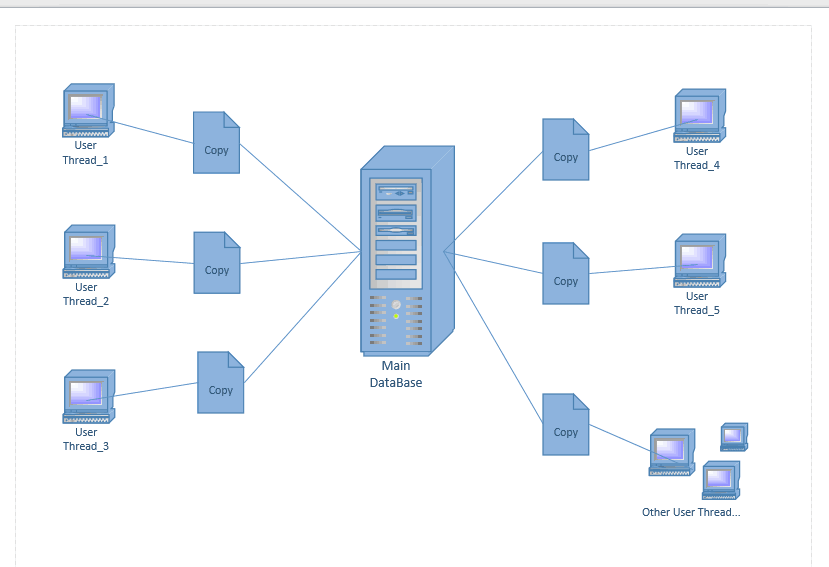 User
Thread_1
Copy
Copy
User
Thread_4
User
Thread_2
Copy
Copy
User
Thread_5
Main
DataBase
User
Thread_3
Copy
Copy
Other User Thread...